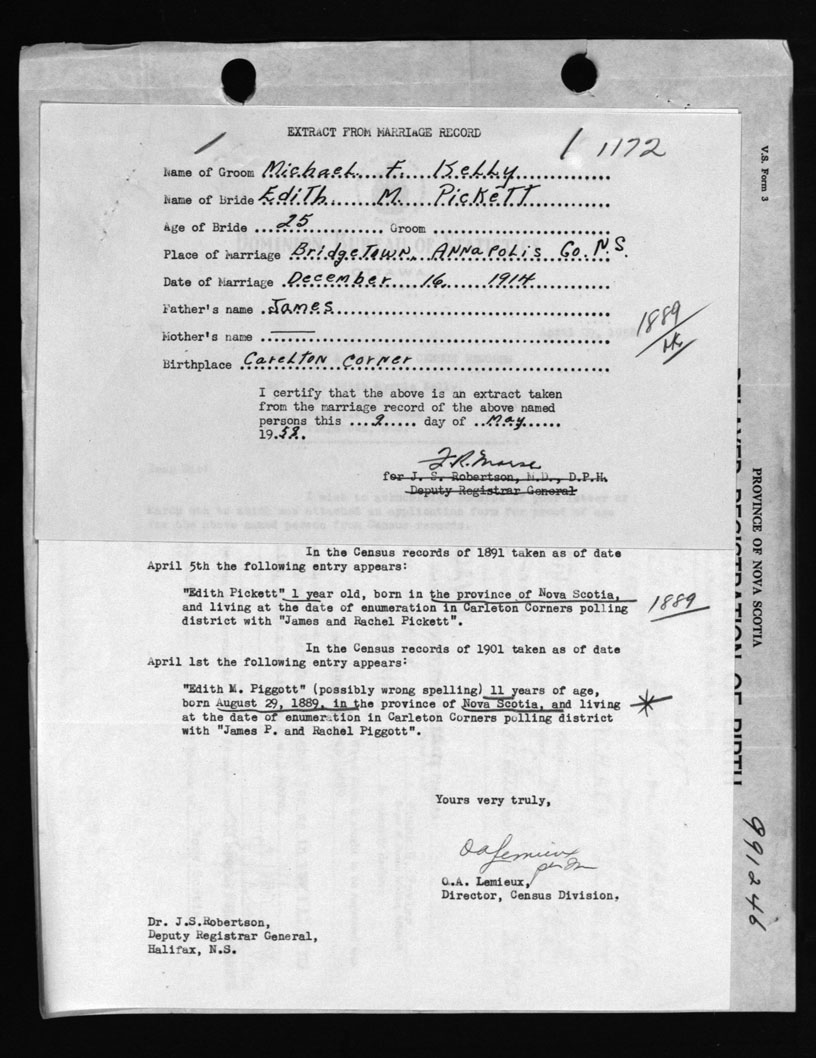 EXTRACT FROM MARRIAGE RECORD
1172
Name of Groom Michael F. Kelly
Name of Bride Edith M. Pickett
Age of Bride 25 Groom
Place of Marriage Bridgetown Annapolis Co. N.S.
Date of Marriage December 16 1914
Father's name James
Mother's name —
Birthplace Carelton Corner
1889
I certify that the above is an extract taken
from the marriage record of the above named
persons this ...9..... day of ..May......
1958.
for J. S. Robertson, M.D., D.P.H.
Deputy Registrar General
In the Census records of 1891 taken as of date
April 5th the following entry appears:
"Edith Pickett" 1 year old, born in the province of Nova Scotia,
and living at the date of enumeration in Carleton Corners polling
district with "James and Rachel Pickett".
1889
In the Census records of 1901 taken as of date
April 1st the following entry appears:
"Edith M. Piggott" (possibly wrong spelling) 11 years of age,
born August 29, 1889, in the province of Nova Scotia, and living
at the date of enumeration in Carleton Corners polling district
with "James P. and Rachel Piggott".
Yours very truly,
O.A. Lemieux
O.A. Lemieux,
Director, Census Division.
Dr. J.S.Robertson,
Deputy Registrar General,
Halifax, N.S.
V.S. Form 3
PROVINCE OF NOVA SCOTIA
REGISTRATION OF BIRTH
991246